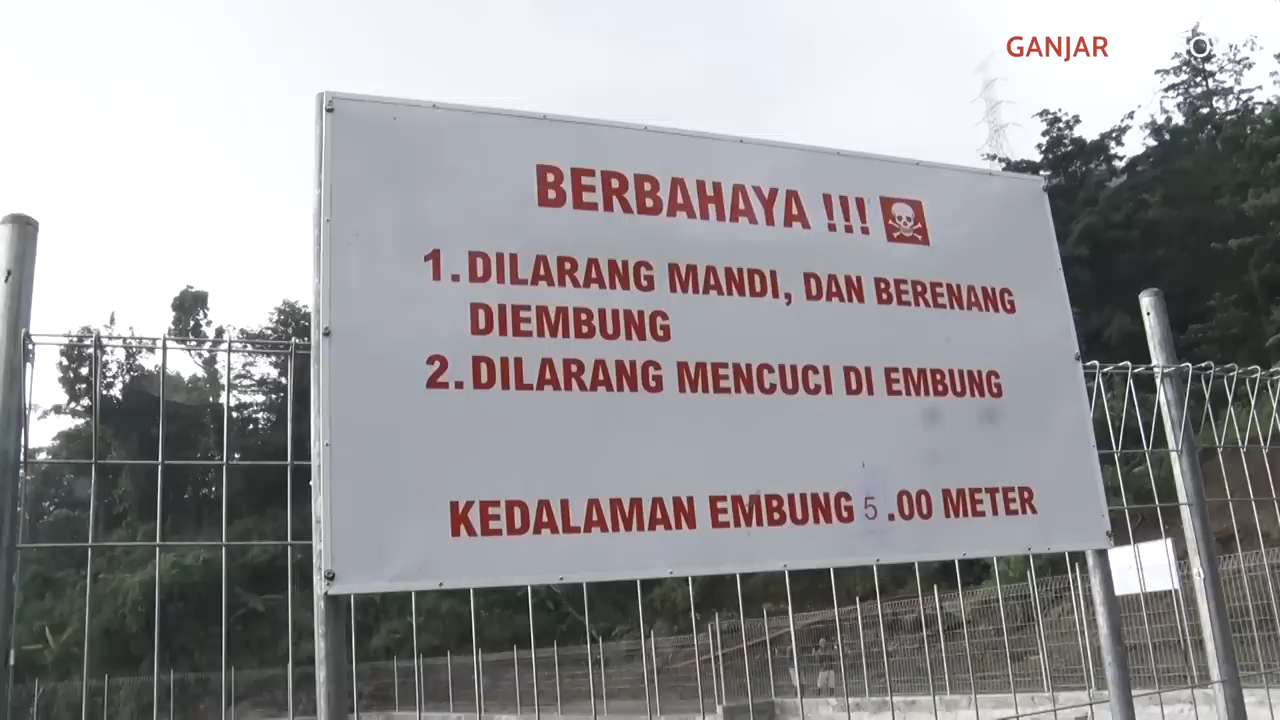 GANJAR
BERBAHAYA !!!
1. DILARANG MANDI, DAN BERENANG
DIEMBUNG
2. DILARANG MENCUCI DI EMBUNG
KEDALAMAN EMBUNG 5 .00 METER